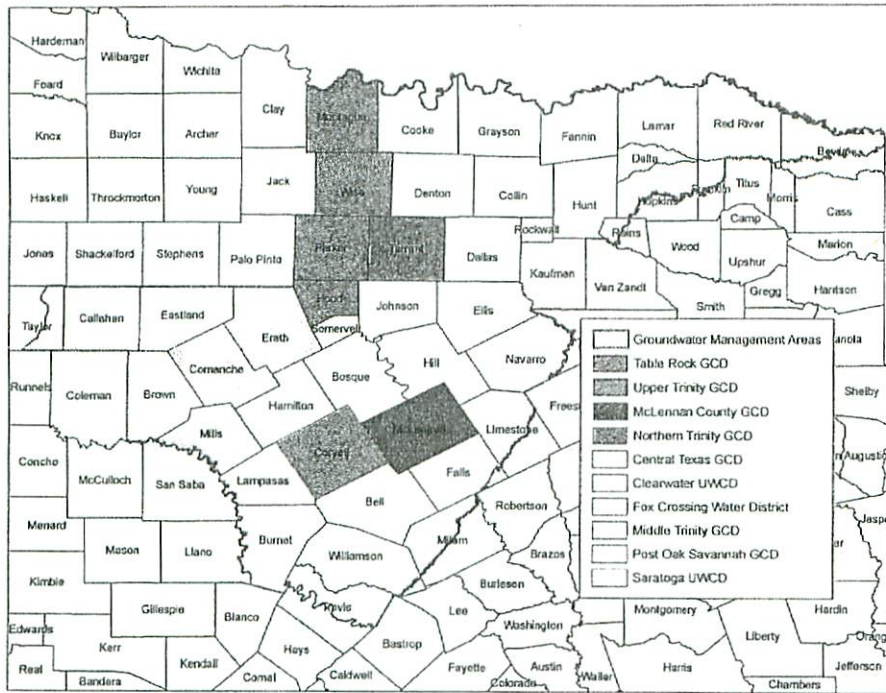 Hardeman
Wilbarger
Wichita
Foard
Clay
Montague
Cooke
Grayson
Fannin
Lamar
Red River
Knox
Baylor
Archer
Delta
Bowie
Haskell
Throckmorton
Young
Jack
Wise
Denton
Collin
Hunt
Hopkins
Franklin
Titus
Morris
Cass
Camp
Rockwall
Rains
Wood
Marion
Jones
Shackelford
Stephens
Palo Pinto
Parker
Tarrant
Dallas
Kaufman
Van Zandt
Upshur
Gregg
Harrison
Smith
Taylor
Callahan
Eastland
Erath
Hood
Somervell
Johnson
Ellis
Comanche
Bosque
Hill
Navarro
Runnels
Coleman
Brown
Hamilton
McLennan
Limestone
Frees
Shelby
Mills
Coryell
Concho
McCulloch
San Saba
Lampasas
Falls
Augustin
Bell
Robertson
Menard
Burnet
Milam
Jaspe
Mason
Llano
Williamson
Brazos
Kimble
Burleson
Gillespie
Blanco
Travis
Lee
Washington
Montgomery
Hardin
Edwards
Kerr
Hays
Bastrop
Liberty
Orang
Real
Kendall
Bandera
Comal
Caldwell
Fayette
Colorado
Austin
Waller
Harris
Chambers
Jefferson
Groundwater Management Areas
Table Rock GCD
Upper Trinity GCD
McLennan County GCD
Northern Trinity GCD
Central Texas GCD
Clearwater UWCD
Fox Crossing Water District
Middle Trinity GCD
Post Oak Savannah GCD
Saratoga UWCD